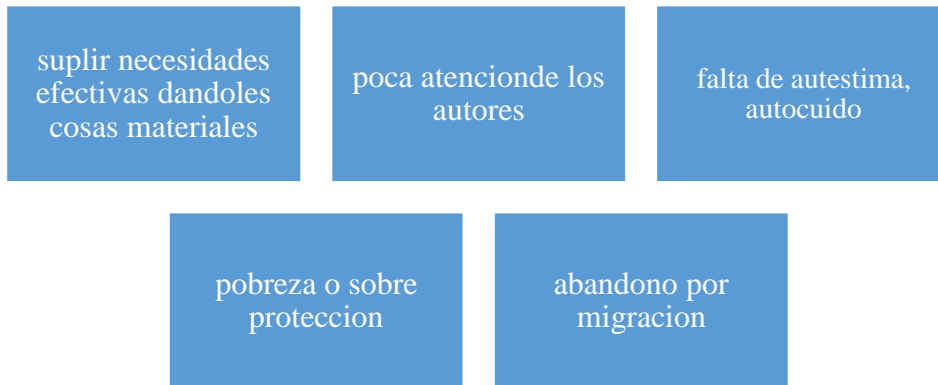 suplir necesidades
efectivas dandoles
cosas materiales
poca atencionde los
autores
falta de autestima,
autocuido
pobreza o sobre
proteccion
abandono por
migracion